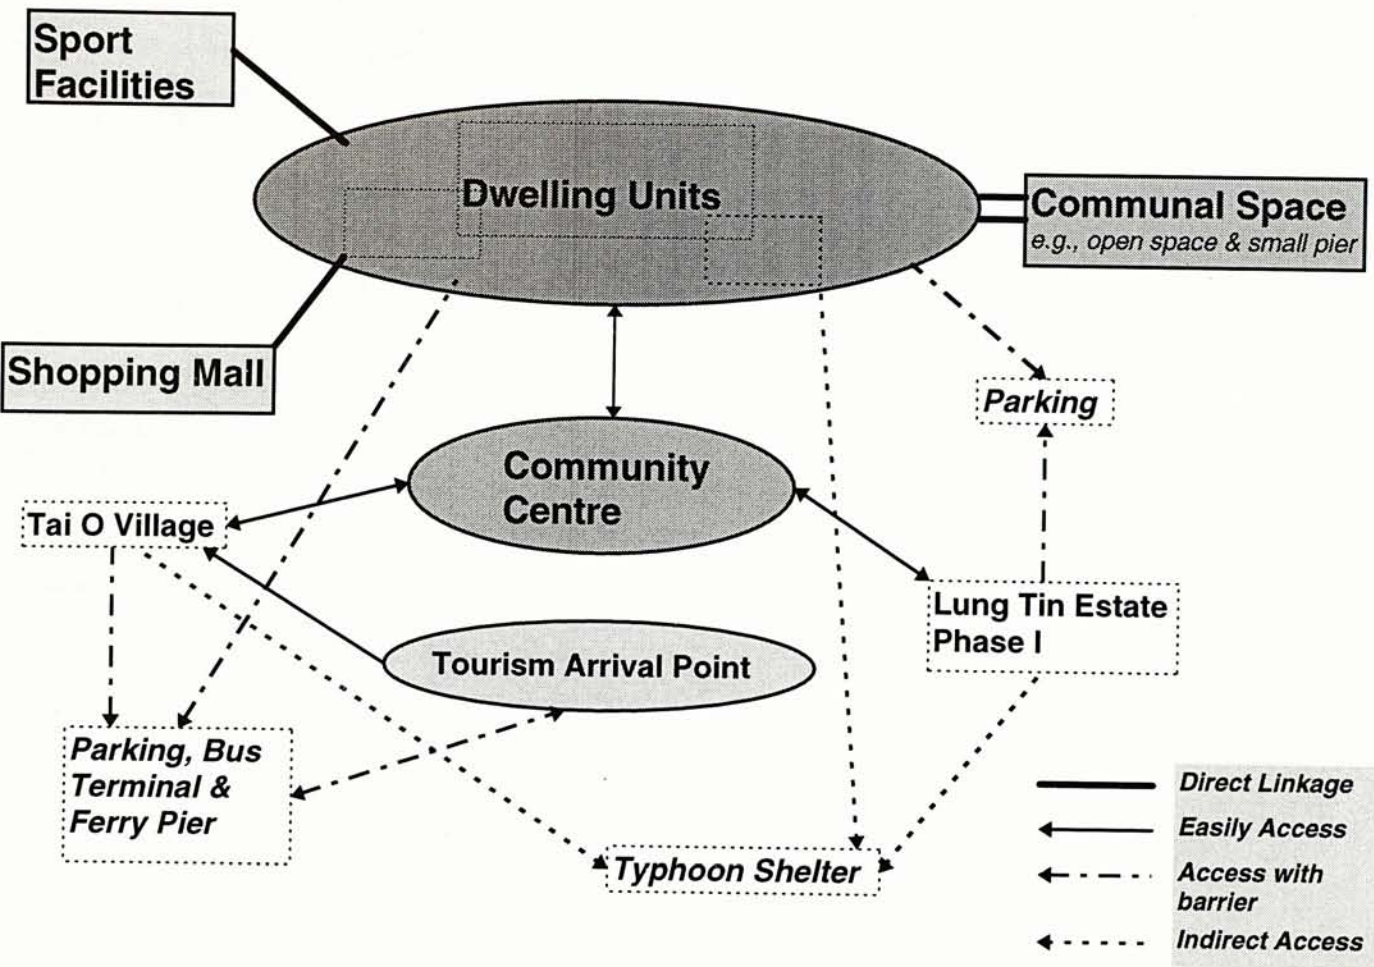 Sport
Facilities
Dwelling Units
Communal Space
e.g., open space & small pier
Shopping Mall
Parking
Community
Centre
Tai O Village
Lung Tin Estate
Phase I
Tourism Arrival Point
Parking, Bus
Terminal &
Ferry Pier
Typhoon Shelter
Direct Linkage
Easily Access
Access with
barrier
Indirect Access